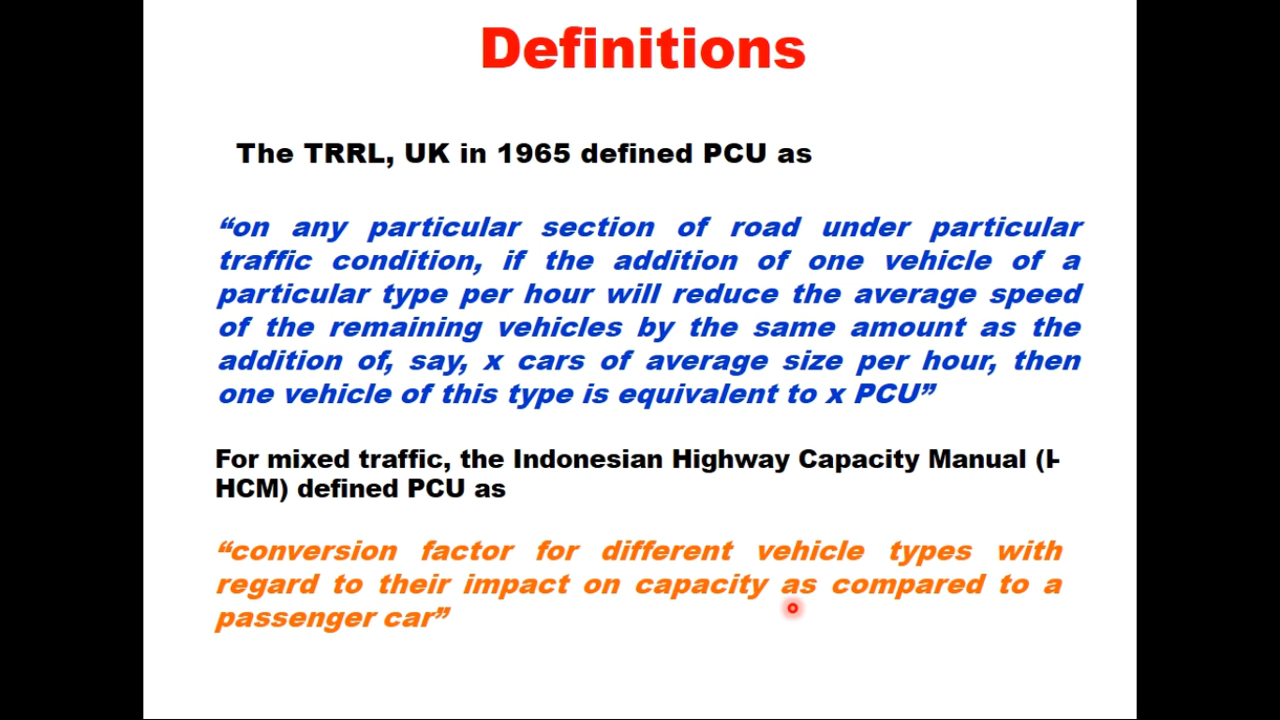 Definitions
The TRRL, UK in 1965 defined PCU as
“on any particular section of road under particular
traffic condition, if the addition of one vehicle of a
particular type per hour will reduce the average speed
of the remaining vehicles by the same amount as the
addition of, say, x cars of average size per hour, then
one vehicle of this type is equivalent to x PCU”
For mixed traffic, the Indonesian Highway Capacity Manual (I-
HCM) defined PCU as
“conversion factor for different vehicle types with
regard to their impact on capacity as compared to a
passenger car”